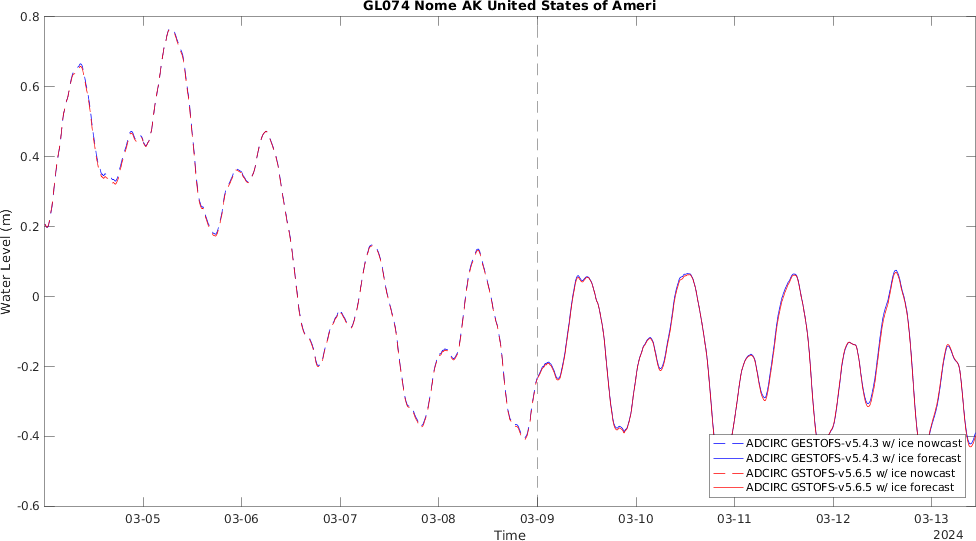 GL074 Nome AK United States of Ameri
Water Level (m)
0.8
0.6
0.4
0.2
0
-0.2
-0.4
-0.6
ADCIRC GESTOFS-v5.4.3 w/ ice nowcast
ADCIRC GESTOFS-v5.4.3 w/ ice forecast
ADCIRC GSTOFS-v5.6.5 w/ ice nowcast
ADCIRC GSTOFS-v5.6.5 w/ ice forecast
03-05 03-06 03-07 03-08 03-09 03-10 03-11 03-12 03-13
Time
2024